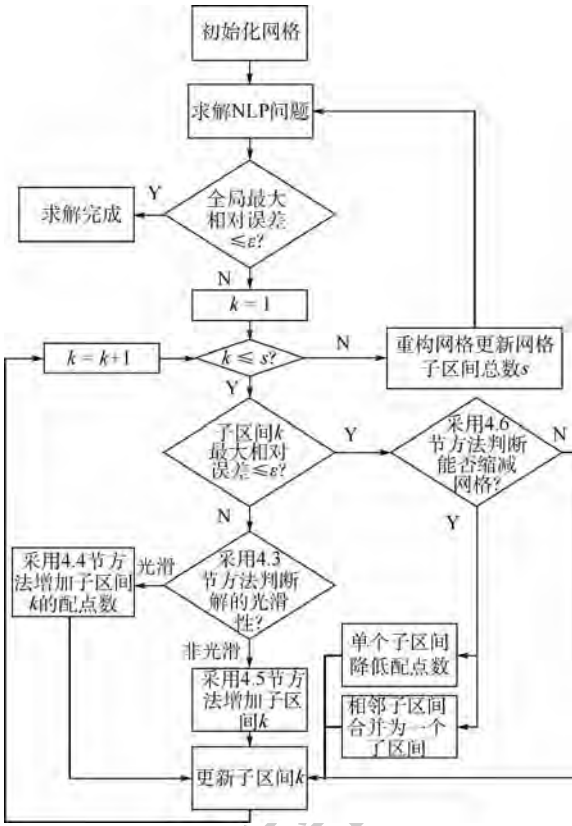 初始化网格
求解NLP问题
Y
全局最大
相对误差
≤ε?
求解完成
N
k = 1
k = k+1
k ≤ s?
N
重构网格更新网格
子区间总数s
Y
子区间k
最大相对
误差≤ε?
Y
采用4.6
节方法判断
能否缩减
网格?
N
N
Y
采用4.4节方
法增加子区间
k的配点数
光滑
采用4.3
节方法判断
解的光滑
性?
非光滑
单个子区间
降低配点数
采用4.5节方
法增加子区
间k
相邻子区间
合并为一个
子区间
更新子区间k